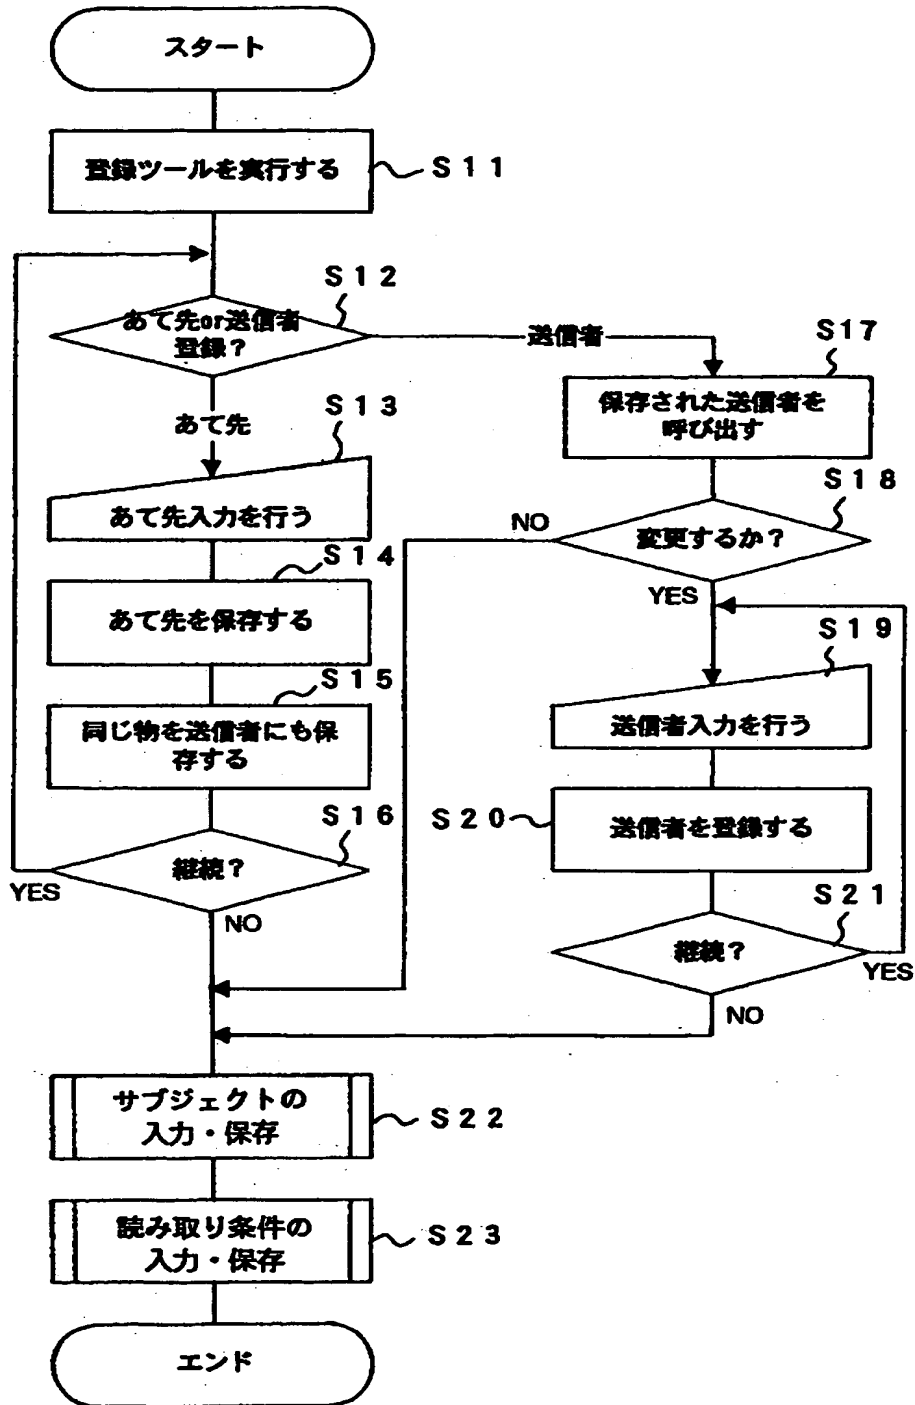 スタート
登録ツールを実行する
S11
S12
あて先or送信者
登録？
送信者
あて先
S13
あて先入力を行う
S14
あて先を保存する
S15
同じ物を送信者にも保
存する
S16
継続？
YES
NO
S17
保存された送信者を
呼び出す
S18
変更するか？
NO
YES
S19
送信者入力を行う
S20
送信者を登録する
S21
継続？
YES
NO
サブジェクトの
入力・保存
S22
読み取り条件の
入力・保存
S23
エンド